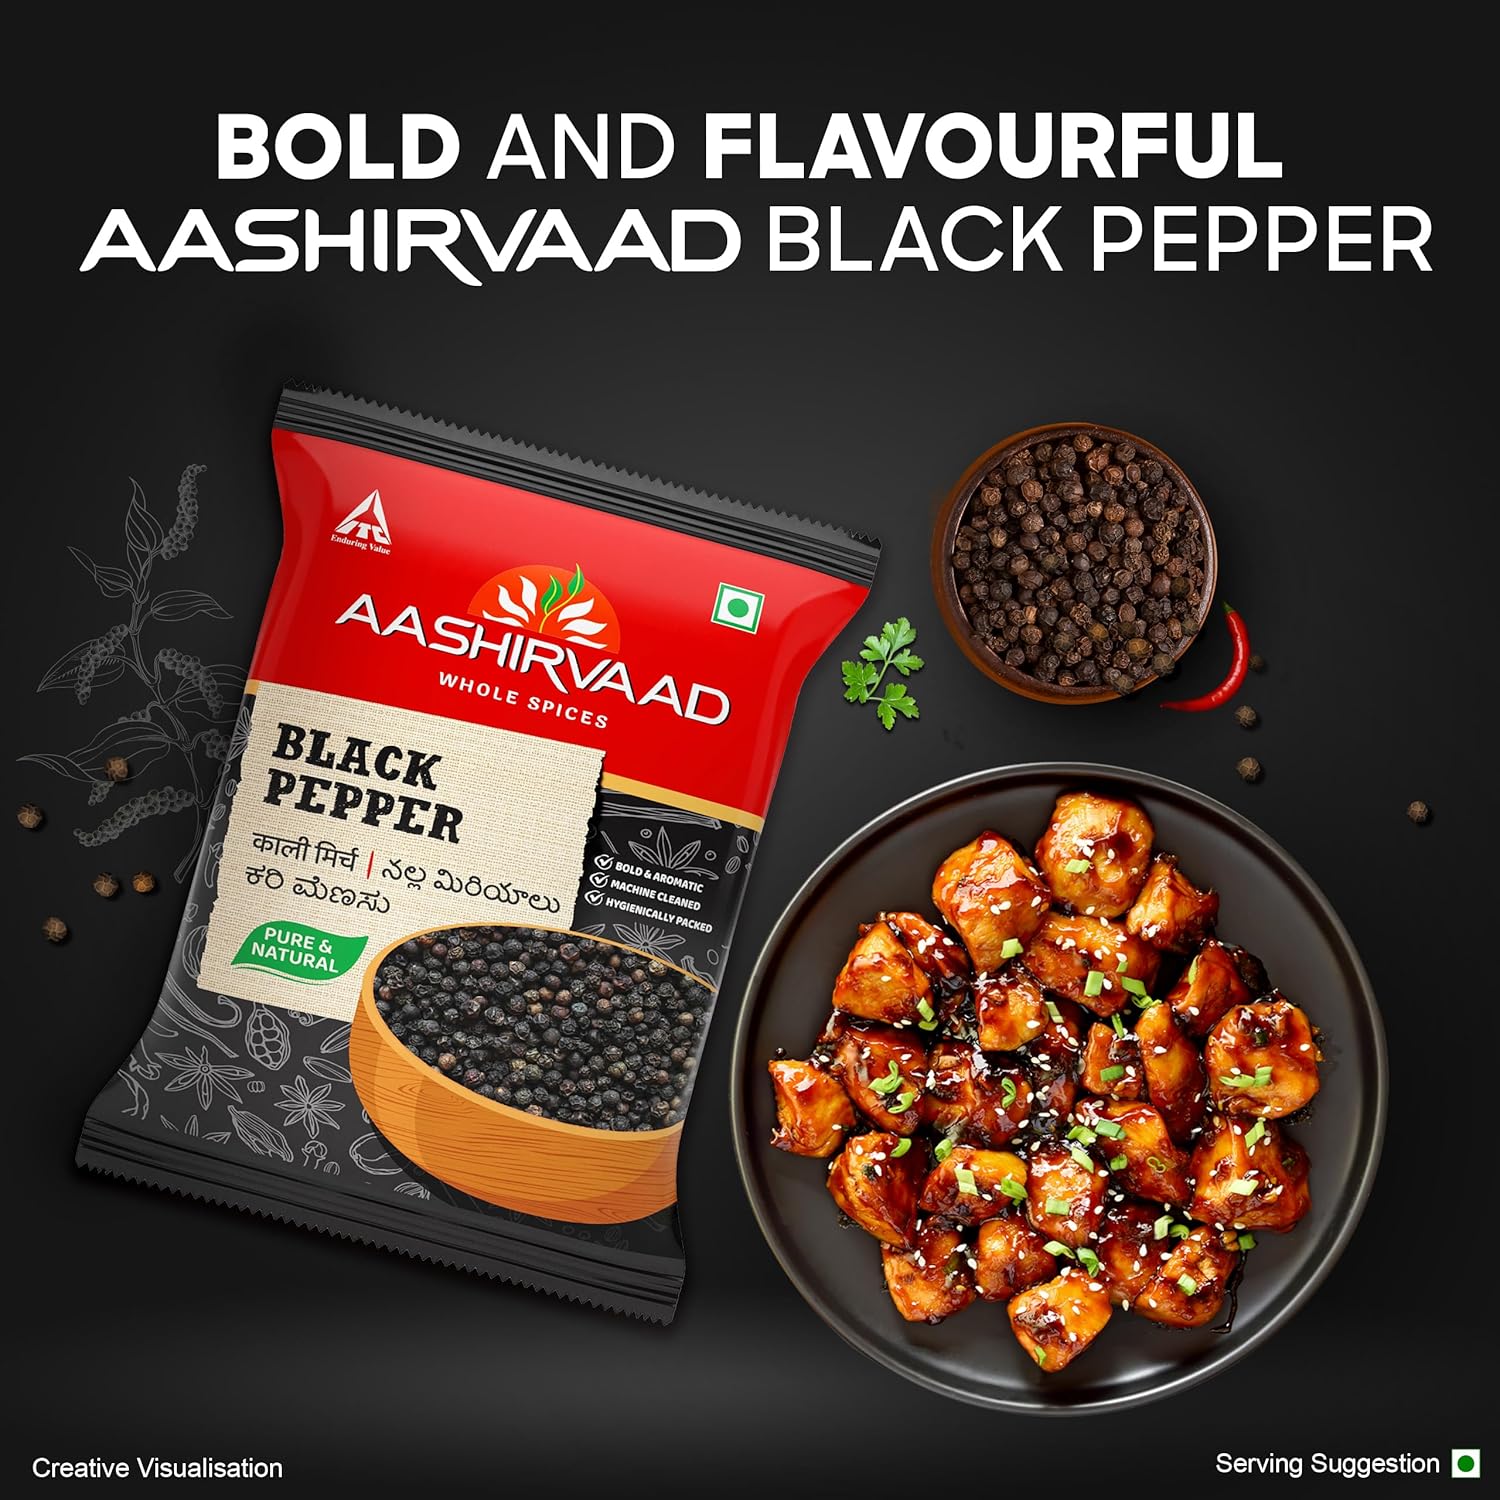 BOLD AND FLAVOURFUL
AASHIRVAAD BLACK PEPPER
ITC
Enduring Value
AASHIRVAAD
WHOLE SPICES
BLACK
PEPPER
काली मिर्च | నల్ల మిరియాలు
ಕರಿ ಮೆಣಸು
PURE &
NATURAL
BOLD & AROMATIC
MACHINE CLEANED
HYGIENICALLY PACKED
Creative Visualisation
Serving Suggestion